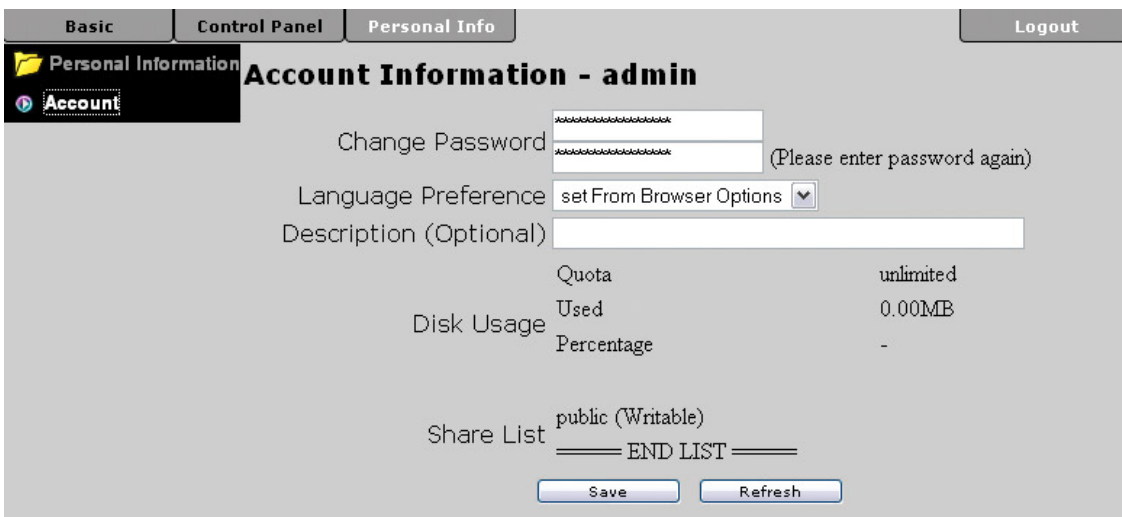 Basic Control Panel Personal Info Logout
Personal Information
Account
Account Information - admin
Change Password ******************
****************** (Please enter password again)
Language Preference set From Browser Options
Description (Optional)
Disk Usage
Quota unlimited
Used 0.00MB
Percentage -
Share List
public (Writable)
===== END LIST =====
Save Refresh